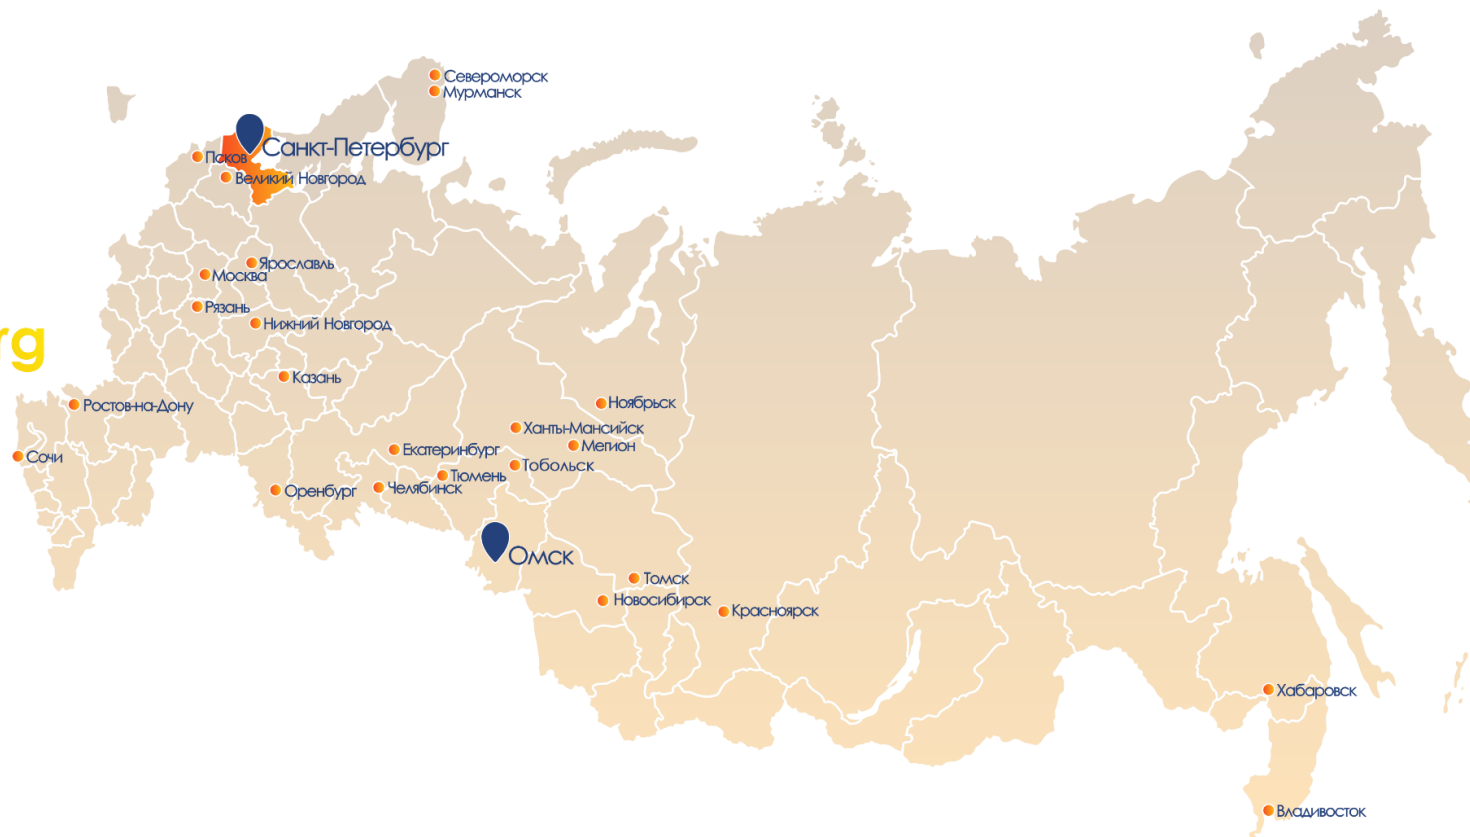 Североморск
Мурманск
Санкт-Петербург
Псков
Великий Новгород
Ярославль
Москва
Рязань
Нижний Новгород
rg
Казань
Ноябрьск
Ростов-на-Дону
Ханты-Мансийск
Мегион
Екатеринбург
Сочи
Тобольск
Тюмень
Челябинск
Оренбург
Омск
Томск
Новосибирск
Красноярск
Хабаровск
Владивосток